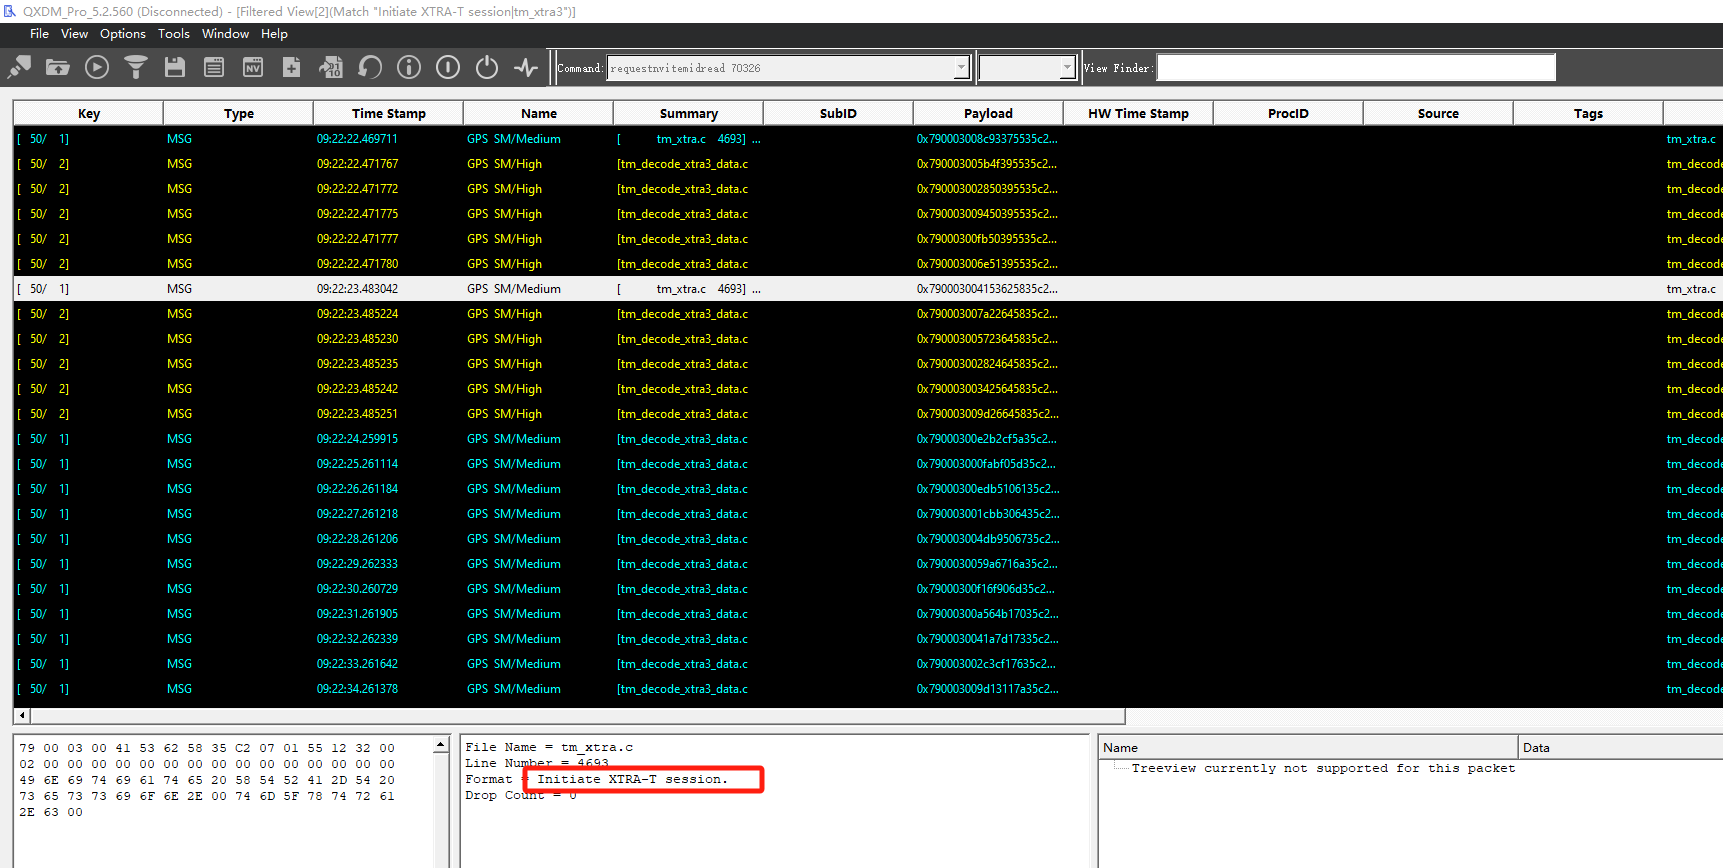 QXDM_Pro_5.2.560 (Disconnected) - [Filtered View[2](Match "Initiate XTRA-T session|tm_xtra3")]
File View Options Tools Window Help
NV Command: requestnvitemidread 70326 View Finder:
Key Type Time Stamp Name Summary SubID Payload HW Time Stamp ProcID Source Tags
[ 50/ 1] MSG 09:22:22.469711 GPS SM/Medium [ tm_xtra.c 4693] ... 0x790003008c93375535c2... tm_xtra.c
[ 50/ 2] MSG 09:22:22.471767 GPS SM/High [tm_decode_xtra3_data.c 0x790003005b4f395535c2... tm_decode
[ 50/ 2] MSG 09:22:22.471772 GPS SM/High [tm_decode_xtra3_data.c 0x790003002850395535c2... tm_decode
[ 50/ 2] MSG 09:22:22.471775 GPS SM/High [tm_decode_xtra3_data.c 0x790003009450395535c2... tm_decode
[ 50/ 2] MSG 09:22:22.471777 GPS SM/High [tm_decode_xtra3_data.c 0x79000300fb50395535c2... tm_decode
[ 50/ 2] MSG 09:22:22.471780 GPS SM/High [tm_decode_xtra3_data.c 0x790003006e51395535c2... tm_decode
[ 50/ 1] MSG 09:22:23.483042 GPS SM/Medium [ tm_xtra.c 4693] ... 0x790003004153625835c2... tm_xtra.c
[ 50/ 2] MSG 09:22:23.485224 GPS SM/High [tm_decode_xtra3_data.c 0x790003007a22645835c2... tm_decode
[ 50/ 2] MSG 09:22:23.485230 GPS SM/High [tm_decode_xtra3_data.c 0x790003005723645835c2... tm_decode
[ 50/ 2] MSG 09:22:23.485235 GPS SM/High [tm_decode_xtra3_data.c 0x790003002824645835c2... tm_decode
[ 50/ 2] MSG 09:22:23.485242 GPS SM/High [tm_decode_xtra3_data.c 0x790003003425645835c2... tm_decode
[ 50/ 2] MSG 09:22:23.485251 GPS SM/High [tm_decode_xtra3_data.c 0x790003009d26645835c2... tm_decode
[ 50/ 1] MSG 09:22:24.259915 GPS SM/Medium [tm_decode_xtra3_data.c 0x79000300e2b2cf5a35c2... tm_decode
[ 50/ 1] MSG 09:22:25.261114 GPS SM/Medium [tm_decode_xtra3_data.c 0x790003000fabf05d35c2... tm_decode
[ 50/ 1] MSG 09:22:26.261184 GPS SM/Medium [tm_decode_xtra3_data.c 0x79000300edb5106135c2... tm_decode
[ 50/ 1] MSG 09:22:27.261218 GPS SM/Medium [tm_decode_xtra3_data.c 0x790003001cbb306435c2... tm_decode
[ 50/ 1] MSG 09:22:28.261206 GPS SM/Medium [tm_decode_xtra3_data.c 0x790003004db9506735c2... tm_decode
[ 50/ 1] MSG 09:22:29.262333 GPS SM/Medium [tm_decode_xtra3_data.c 0x7900030059a6716a35c2... tm_decode
[ 50/ 1] MSG 09:22:30.260729 GPS SM/Medium [tm_decode_xtra3_data.c 0x79000300f16f906d35c2... tm_decode
[ 50/ 1] MSG 09:22:31.261905 GPS SM/Medium [tm_decode_xtra3_data.c 0x79000300a564b17035c2... tm_decode
[ 50/ 1] MSG 09:22:32.262339 GPS SM/Medium [tm_decode_xtra3_data.c 0x7900030041a7d17335c2... tm_decode
[ 50/ 1] MSG 09:22:33.261642 GPS SM/Medium [tm_decode_xtra3_data.c 0x790003002c3cf17635c2... tm_decode
[ 50/ 1] MSG 09:22:34.261378 GPS SM/Medium [tm_decode_xtra3_data.c 0x790003009d13117a35c2... tm_decode
79 00 03 00 41 53 62 58 35 C2 07 01 55 12 32 00
02 00 00 00 00 00 00 00 00 00 00 00 00 00 00 00
49 6E 69 74 69 61 74 65 20 58 54 52 41 2D 54 20
73 65 73 73 69 6F 6E 2E 00 74 6D 5F 78 74 72 61
2E 63 00
File Name = tm_xtra.c
Line Number = 4693
Format = Initiate XTRA-T session.
Drop Count = 0
Name Data
Treeview currently not supported for this packet